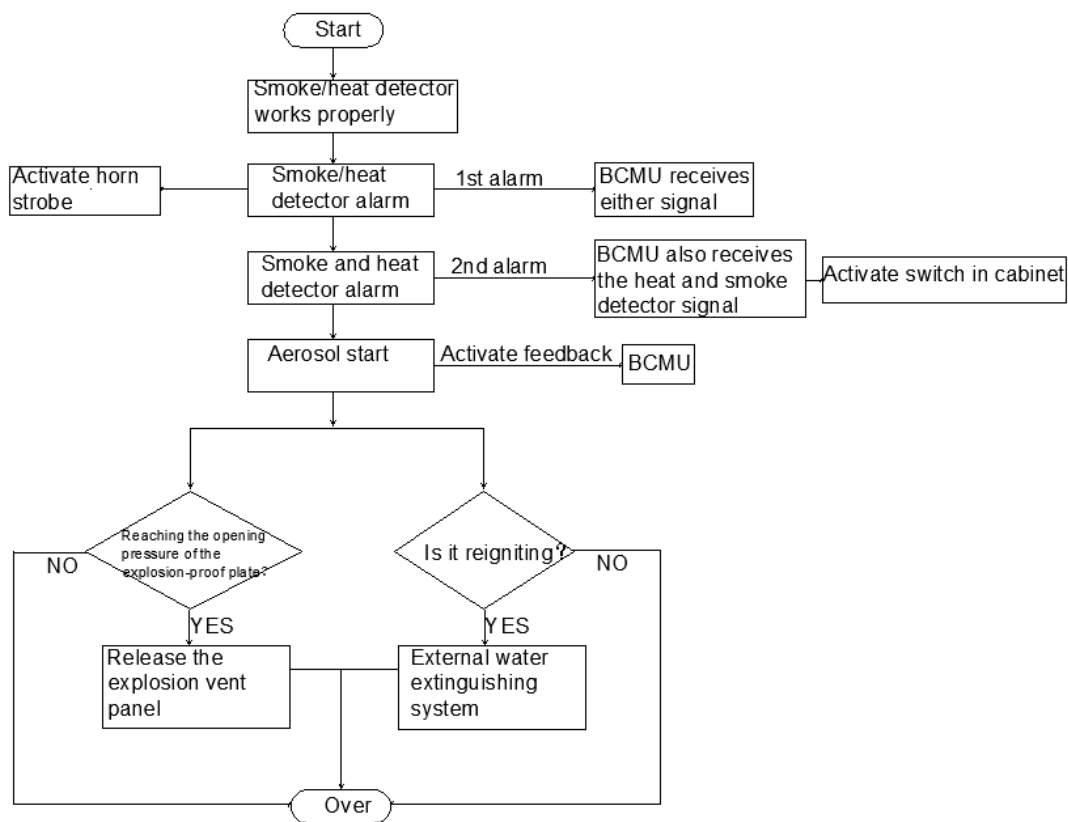 Start
Smoke/heat detector
works properly
Activate horn
strobe
Smoke/heat
detector alarm
1st alarm
BCMU receives
either signal
Smoke and heat
detector alarm
2nd alarm
BCMU also receives
the heat and smoke
detector signal
Activate switch in cabinet
Aerosol start
Activate feedback
BCMU
Reaching the opening
pressure of the
explosion-proof plate?
NO
YES
Is it reigniting?
NO
YES
Release the
explosion vent
panel
External water
extinguishing
system
Over